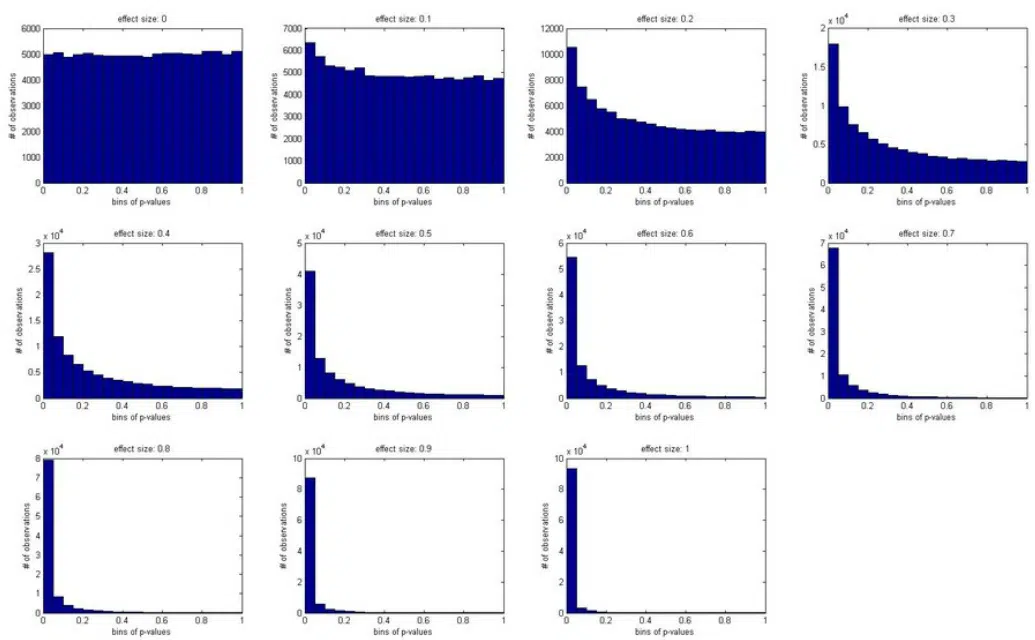 effect size: 0
# of observations
6000
5000
4000
3000
2000
1000
0
0 0.2 0.4 0.6 0.8 1
bins of p-values
effect size: 0.1
# of observations
7000
6000
5000
4000
3000
2000
1000
0
0 0.2 0.4 0.6 0.8 1
bins of p-values
effect size: 0.2
# of observations
12000
10000
8000
6000
4000
2000
0
0 0.2 0.4 0.6 0.8 1
bins of p-values
effect size: 0.3
x 10^4
# of observations
2
1.5
1
0.5
0
0 0.2 0.4 0.6 0.8 1
bins of p-values
effect size: 0.4
x 10^4
# of observations
3
2.5
2
1.5
1
0.5
0
0 0.2 0.4 0.6 0.8 1
bins of p-values
effect size: 0.5
x 10^4
# of observations
5
4
3
2
1
0
0 0.2 0.4 0.6 0.8 1
bins of p-values
effect size: 0.6
x 10^4
# of observations
6
5
4
3
2
1
0
0 0.2 0.4 0.6 0.8 1
bins of p-values
effect size: 0.7
x 10^4
# of observations
7
6
5
4
3
2
1
0
0 0.2 0.4 0.6 0.8 1
bins of p-values
effect size: 0.8
x 10^4
# of observations
8
7
6
5
4
3
2
1
0
0 0.2 0.4 0.6 0.8 1
bins of p-values
effect size: 0.9
x 10^4
# of observations
10
8
6
4
2
0
0 0.2 0.4 0.6 0.8 1
bins of p-values
effect size: 1
x 10^4
# of observations
10
8
6
4
2
0
0 0.2 0.4 0.6 0.8 1
bins of p-values